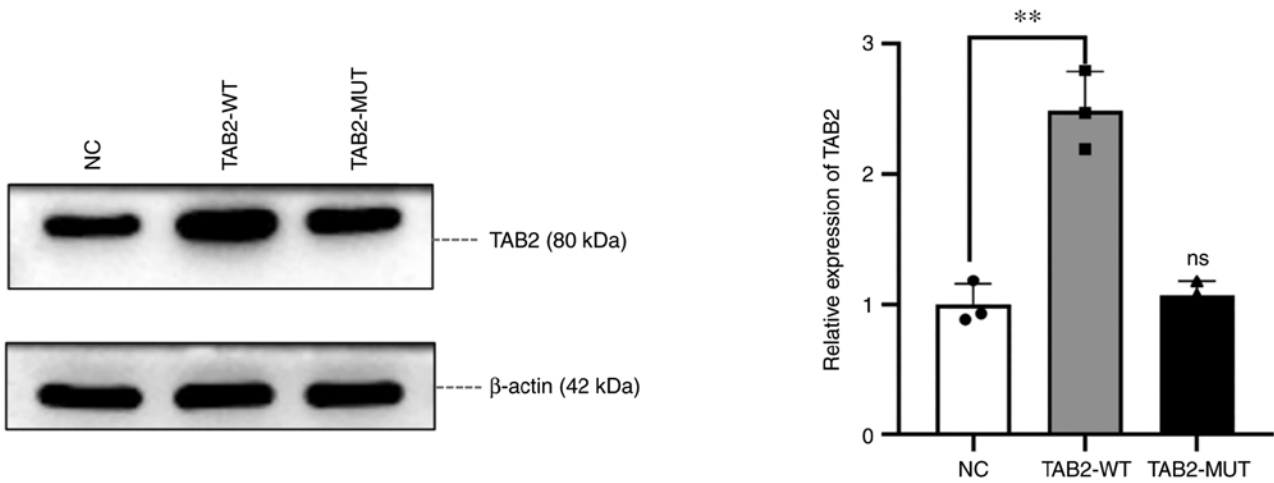 NC
TAB2-WT
TAB2-MUT
TAB2 (80 kDa)
β-actin (42 kDa)
**
Relative expression of TAB2
3
2
1
0
ns
NC
TAB2-WT
TAB2-MUT